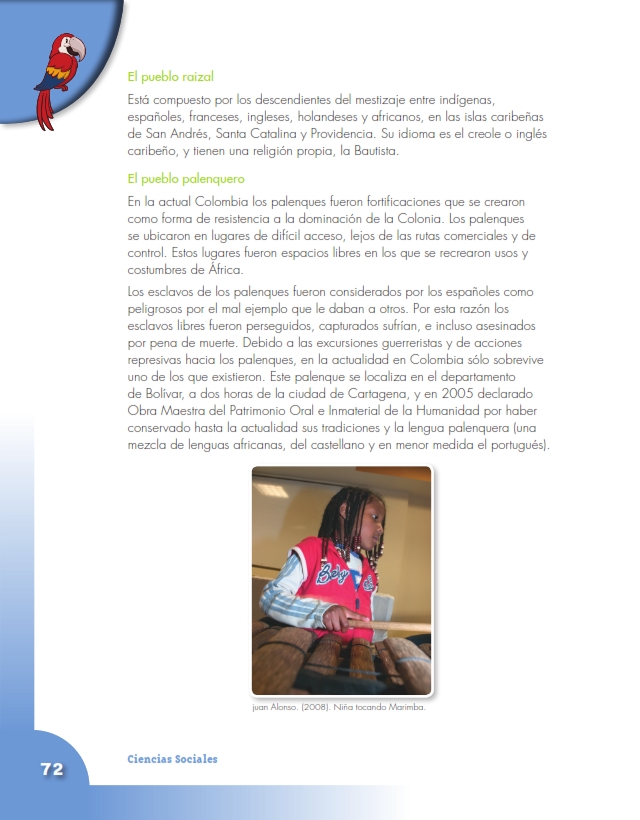 El pueblo raizal
Está compuesto por los descendientes del mestizaje entre indígenas,
españoles, franceses, ingleses, holandeses y africanos, en las islas caribeñas
de San Andrés, Santa Catalina y Providencia. Su idioma es el creole o inglés
caribeño, y tienen una religión propia, la Bautista.
El pueblo palenquero
En la actual Colombia los palenques fueron fortificaciones que se crearon
como forma de resistencia a la dominación de la Colonia. Los palenques
se ubicaron en lugares de difícil acceso, lejos de las rutas comerciales y de
control. Estos lugares fueron espacios libres en los que se recrearon usos y
costumbres de África.
Los esclavos de los palenques fueron considerados por los españoles como
peligrosos por el mal ejemplo que le daban a otros. Por esta razón los
esclavos libres fueron perseguidos, capturados sufrían, e incluso asesinados
por pena de muerte. Debido a las excursiones guerreristas y de acciones
represivas hacia los palenques, en la actualidad en Colombia sólo sobrevive
uno de los que existieron. Este palenque se localiza en el departamento
de Bolívar, a dos horas de la ciudad de Cartagena, y en 2005 declarado
Obra Maestra del Patrimonio Oral e Inmaterial de la Humanidad por haber
conservado hasta la actualidad sus tradiciones y la lengua palenquera (una
mezcla de lenguas africanas, del castellano y en menor medida el portugués).
juan Alonso. (2008). Niña tocando Marimba.
Ciencias Sociales
72